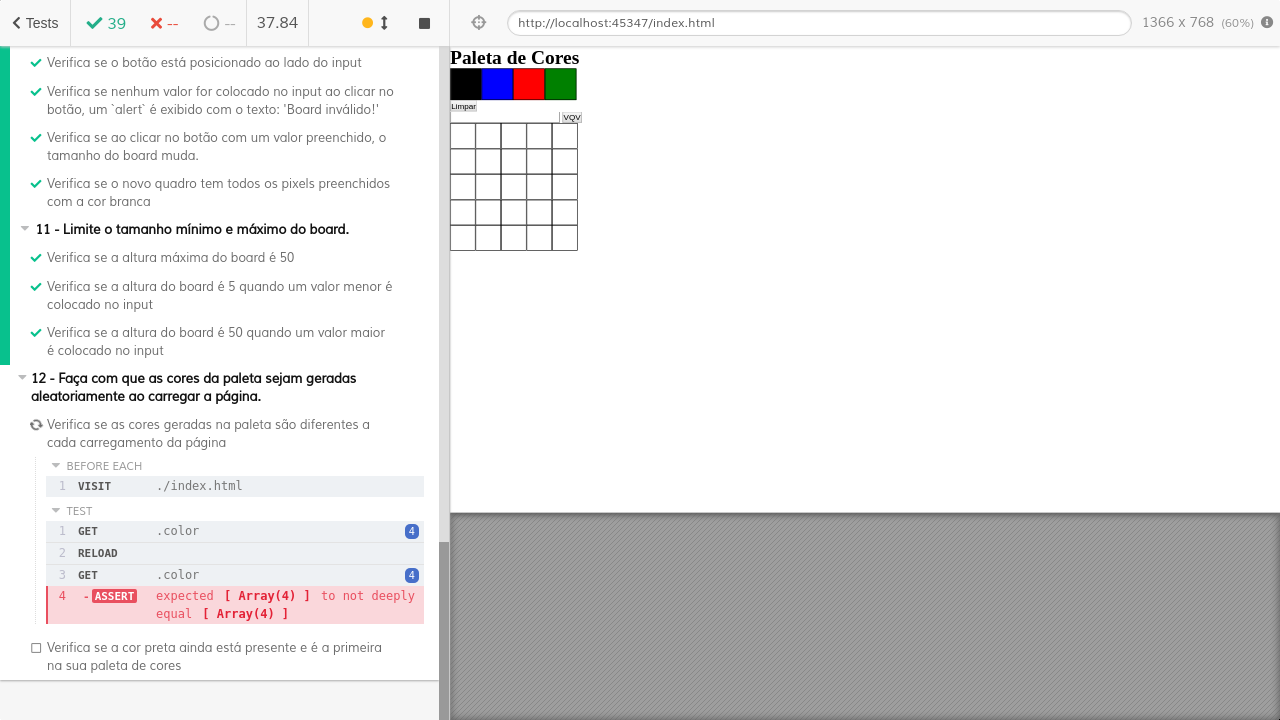 Tests 39 -- -- 37.84
http://localhost:45347/index.html
1366 x 768 (60%)
Verifica se o botão está posicionado ao lado do input
Verifica se nenhum valor for colocado no input ao clicar no
botão, um `alert` é exibido com o texto: 'Board inválido!'
Verifica se ao clicar no botão com um valor preenchido, o
tamanho do board muda.
Verifica se o novo quadro tem todos os pixels preenchidos
com a cor branca
11 - Limite o tamanho mínimo e máximo do board.
Verifica se a altura máxima do board é 50
Verifica se a altura do board é 5 quando um valor menor é
colocado no input
Verifica se a altura do board é 50 quando um valor maior
é colocado no input
12 - Faça com que as cores da paleta sejam geradas
aleatoriamente ao carregar a página.
Verifica se as cores geradas na paleta são diferentes a
cada carregamento da página
BEFORE EACH
1 VISIT ./index.html
TEST
1 GET .color 4
2 RELOAD
3 GET .color 4
4 -ASSERT expected [ Array(4) ] to not deeply
equal [ Array(4) ]
Verifica se a cor preta ainda está presente e é a primeira
na sua paleta de cores
Paleta de Cores
Limpar
VQV